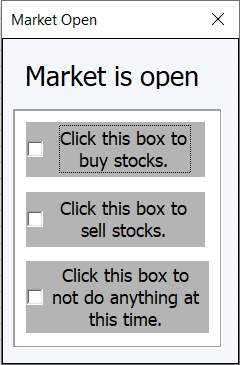 Market Open
Market is open
Click this box to
buy stocks.
Click this box to
sell stocks.
Click this box to
not do anything at
this time.